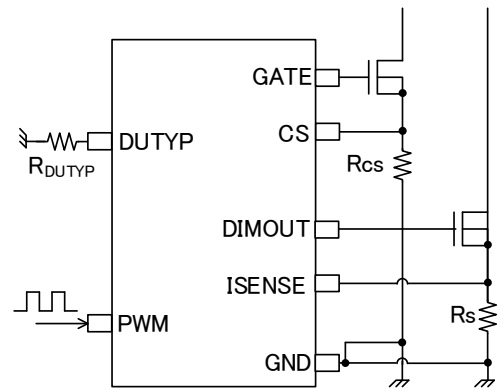 GATE
DUTYP
CS
R_DUTYP
Rcs
DIMOUT
ISENSE
Rs
PWM
GND